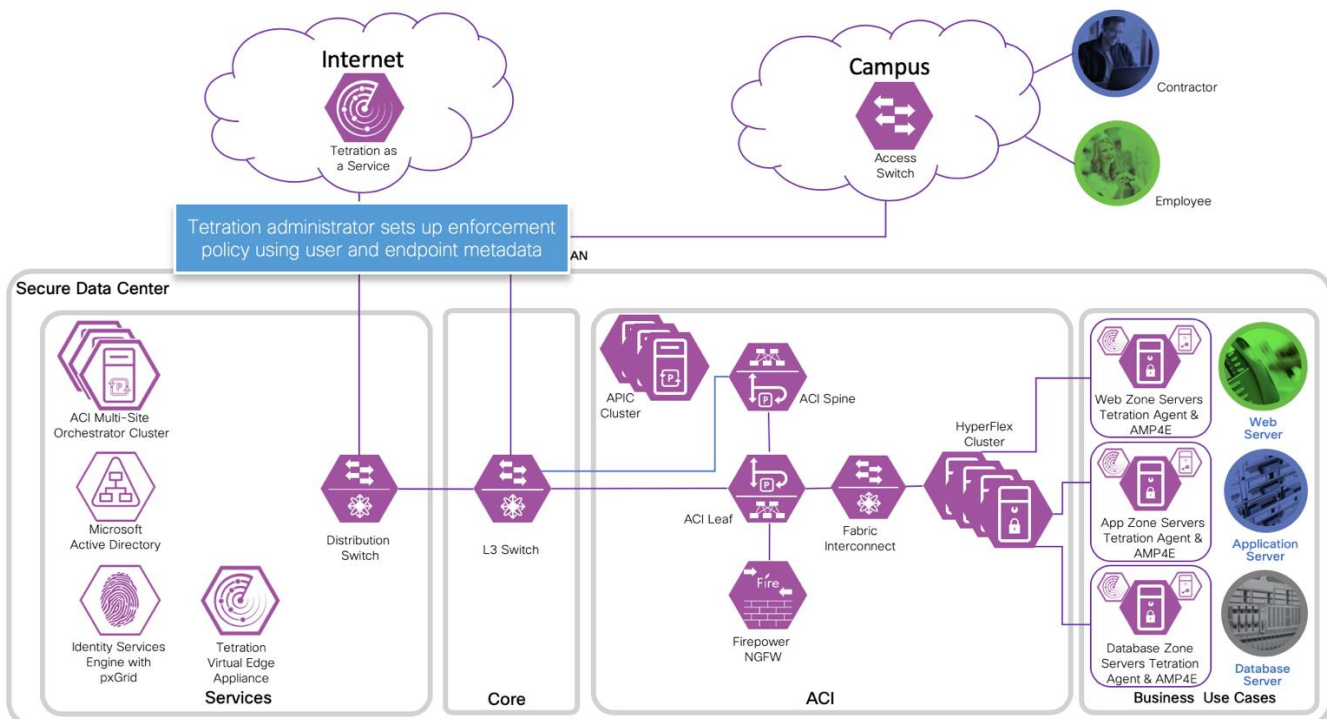 Internet
Tetration as
a Service
Campus
Access
Switch
Contractor
Employee
Tetration administrator sets up enforcement
policy using user and endpoint metadata
AN
Secure Data Center
ACI Multi-Site
Orchestrator Cluster
Microsoft
Active Directory
Identity Services
Engine with
pxGrid
Tetration
Virtual Edge
Appliance
Distribution
Switch
Services
L3 Switch
Core
APIC
Cluster
P
P
ACI Spine
P
ACI Leaf
P
Fire
Firepower
NGFW
Fabric
Interconnect
HyperFlex
Cluster
ACI
Web Zone Servers
Tetration Agent &
AMP4E
Web
Server
App Zone Servers
Tetration Agent &
AMP4E
Application
Server
Database Zone
Servers Tetration
Agent & AMP4E
Database
Server
Business Use Cases